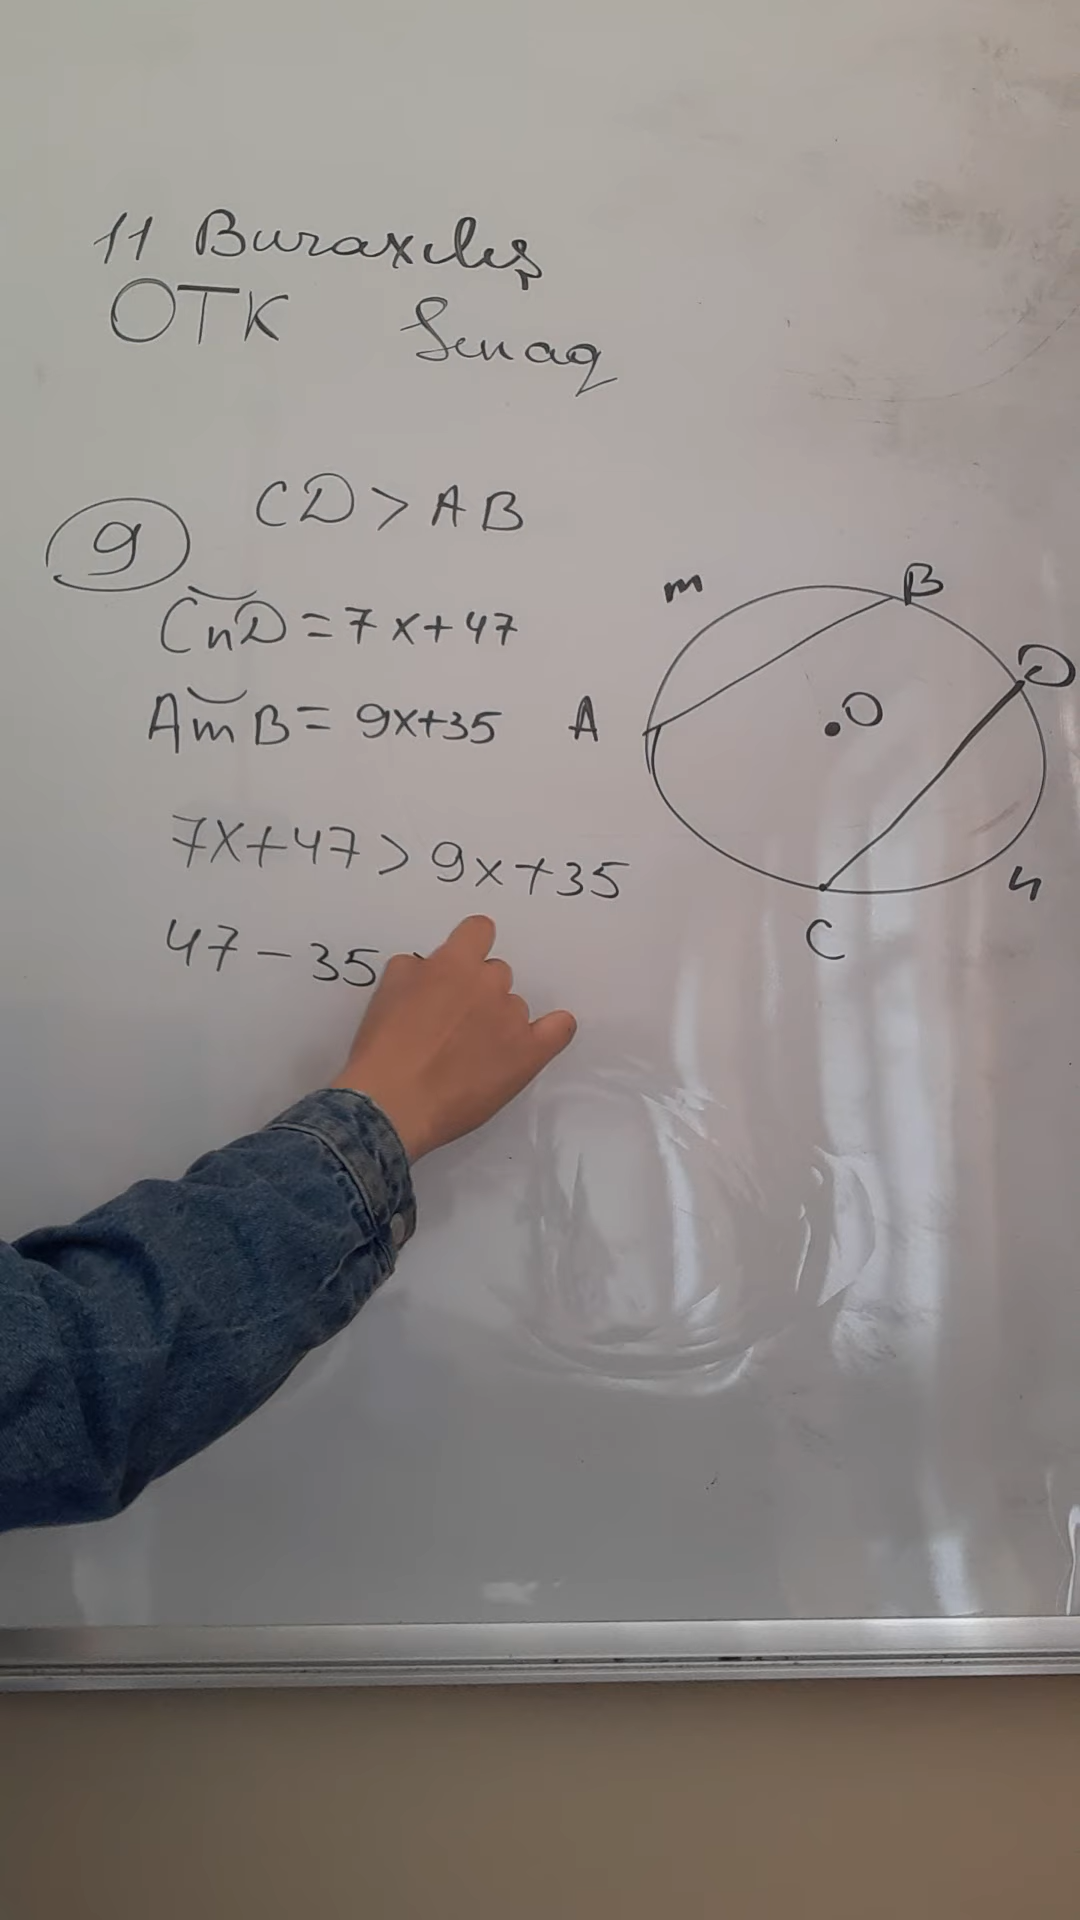 11 Buraxılış
OTK Sınaq
9 CD > AB
CnD = 7x+47
AmB = 9x+35
7x+47 > 9x+35
47 - 35
m
B
D
A
O
n
C